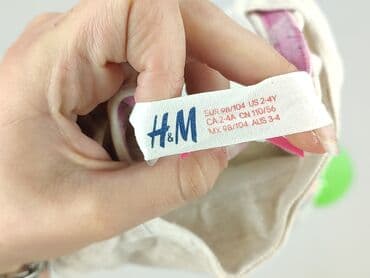 H&M
EUR 98/104 US 2-4Y
CA 2-4A CN 110/56
MX 98/104 AUS 3-4